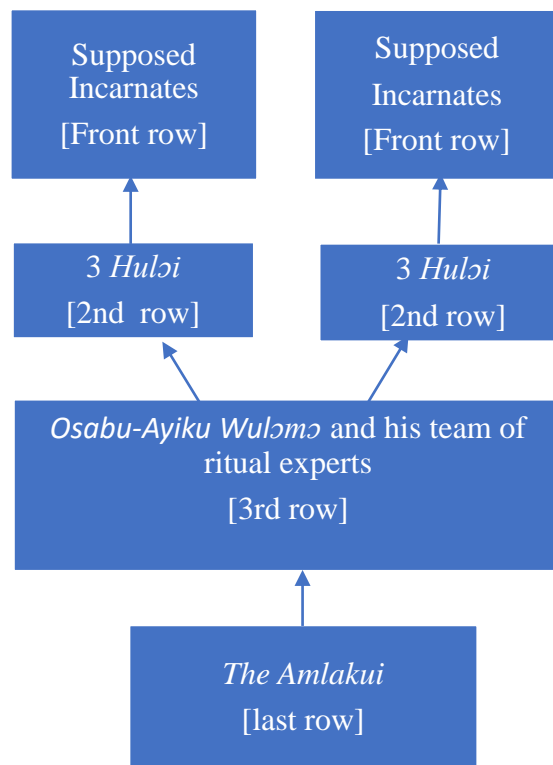 Supposed
Incarnates
[Front row]
Supposed
Incarnates
[Front row]
3 Hulɔi
[2nd row]
3 Hulɔi
[2nd row]
Osabu-Ayiku Wulɔmɔ and his team of
ritual experts
[3rd row]
The Amlakui
[last row]